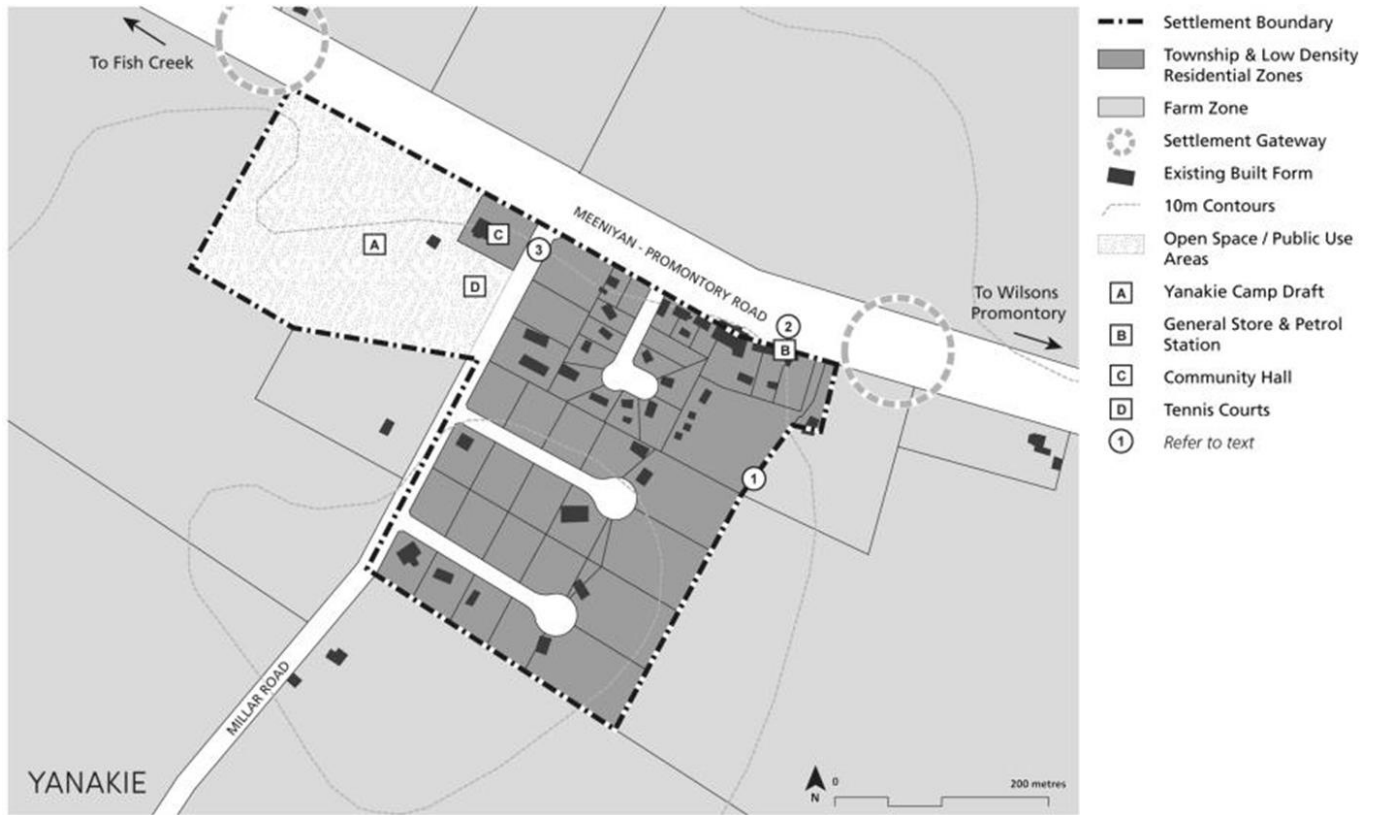 To Fish Creek
MEENIYAN - PROMONTORY ROAD
To Wilsons
Promontory
A
C
D
3
2
B
1
MILLAR ROAD
YANAKIE
N
0
200 metres
Settlement Boundary
Township & Low Density
Residential Zones
Farm Zone
Settlement Gateway
Existing Built Form
10m Contours
Open Space / Public Use
Areas
A Yanakie Camp Draft
B General Store & Petrol
Station
C Community Hall
D Tennis Courts
1 Refer to text